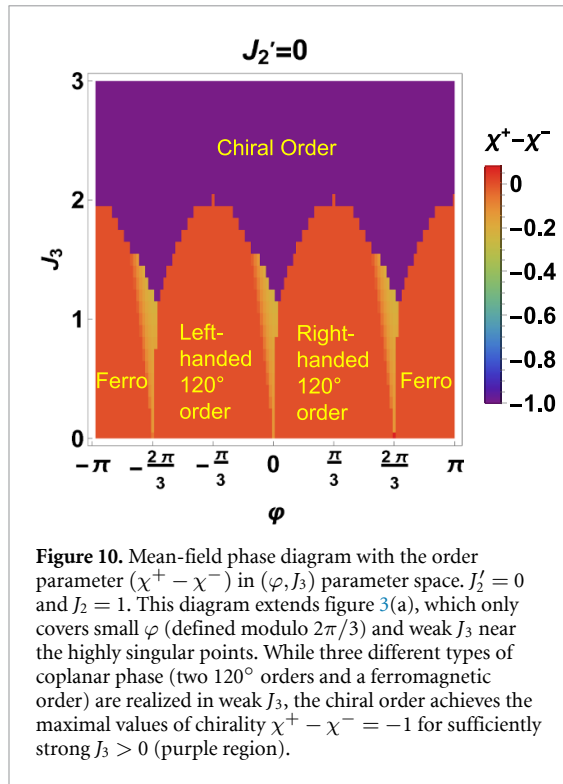 J₂'=0
3
2
1
0
J₃
Chiral Order
Ferro
Left-
handed
120°
order
Right-
handed
120°
order
Ferro
−π
−2π/3
−π/3
0
π/3
2π/3
π
φ
χ⁺−χ⁻
0
−0.2
−0.4
−0.6
−0.8
−1.0
Figure 10. Mean-field phase diagram with the order
parameter (χ⁺ − χ⁻) in (φ, J₃) parameter space. J₂′ = 0
and J₂ = 1. This diagram extends figure 3(a), which only
covers small φ (defined modulo 2π/3) and weak J₃ near
the highly singular points. While three different types of
coplanar phase (two 120° orders and a ferromagnetic
order) are realized in weak J₃, the chiral order achieves the
maximal values of chirality χ⁺ − χ⁻ = −1 for sufficiently
strong J₃ > 0 (purple region).